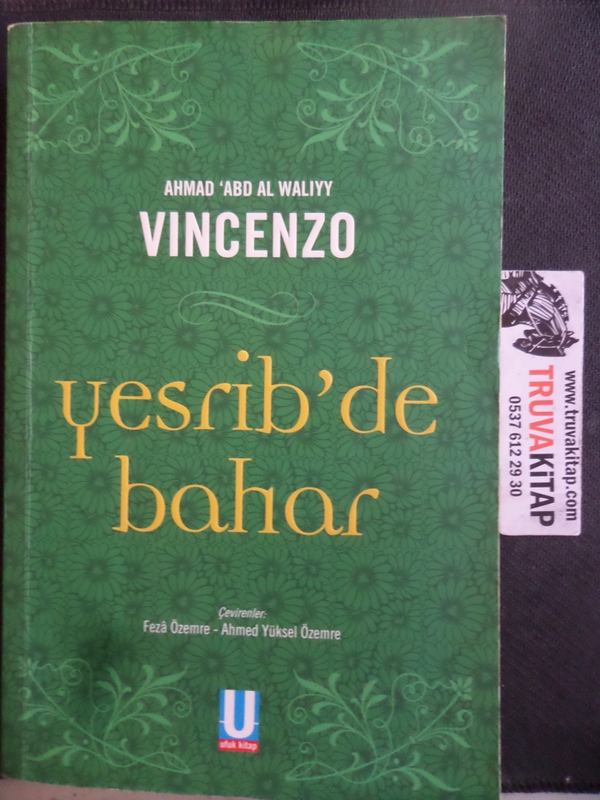 AHMAD ‘ABD AL WALIYY
VINCENZO
yesrib’de
bahar
Çevirenler:
Fezâ Özemre - Ahmed Yüksel Özemre
U
ufuk kitap
www.truvakitap.com
TRUVAKiTAP
0537 612 29 30